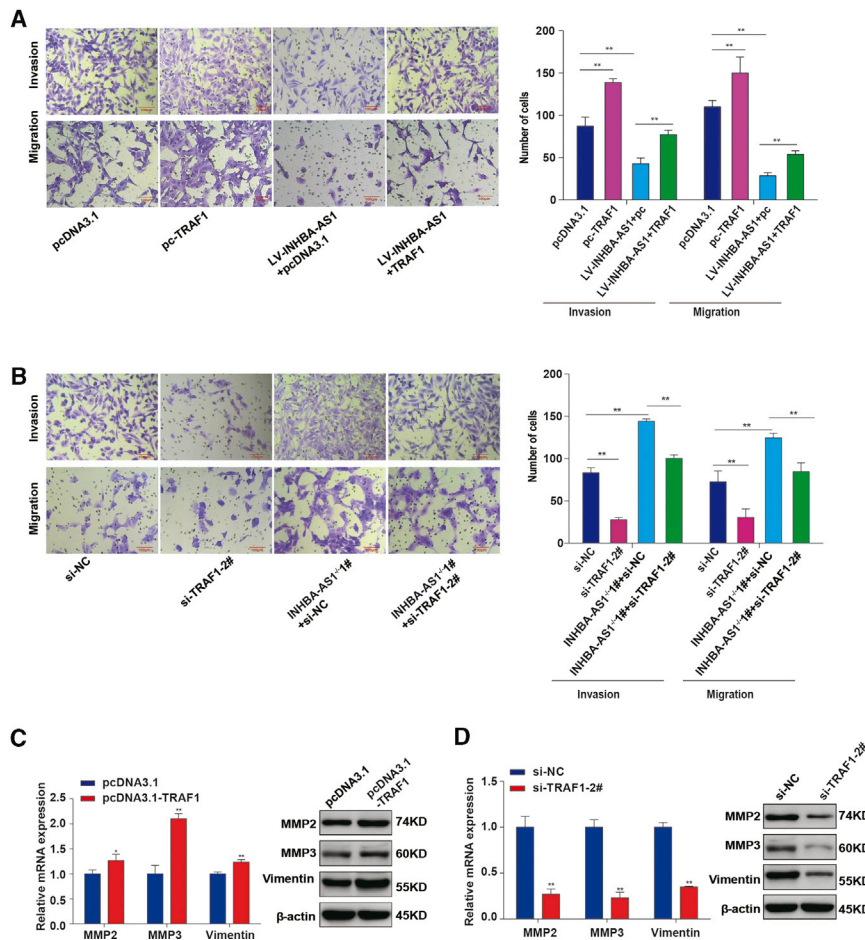 A
Invasion
Migration
pcDNA3.1
pc-TRAF1
LV-INHBA-AS1
+pcDNA3.1
LV-INHBA-AS1
+TRAF1
Number of cells
200
150
100
50
0
**
**
**
**
**
**
pcDNA3.1
pc-TRAF1
LV-INHBA-AS1+pc
LV-INHBA-AS1+TRAF1
pcDNA3.1
pc-TRAF1
LV-INHBA-AS1+pc
LV-INHBA-AS1+TRAF1
Invasion
Migration
B
Invasion
Migration
si-NC
si-TRAF1-2#
INHBA-AS1⁻/⁻1#
+si-NC
INHBA-AS1⁻/⁻1#
+si-TRAF1-2#
Number of cells
200
150
100
50
0
**
**
**
**
**
**
si-NC
si-TRAF1-2#
INHBA-AS1⁻/⁻1#+si-NC
INHBA-AS1⁻/⁻1#+si-TRAF1-2#
si-NC
si-TRAF1-2#
INHBA-AS1⁻/⁻1#+si-NC
INHBA-AS1⁻/⁻1#+si-TRAF1-2#
Invasion
Migration
C
pcDNA3.1
pcDNA3.1-TRAF1
Relative mRNA expression
2.5
2.0
1.5
1.0
0.5
0.0
*
**
**
MMP2 MMP3 Vimentin
pcDNA3.1
pcDNA3.1
-TRAF1
MMP2 74KD
MMP3 60KD
Vimentin 55KD
β-actin 45KD
D
si-NC
si-TRAF1-2#
Relative mRNA expression
1.5
1.0
0.5
0.0
**
**
**
MMP2 MMP3 Vimentin
si-NC
si-TRAF1-2#
MMP2 74KD
MMP3 60KD
Vimentin 55KD
β-actin 45KD